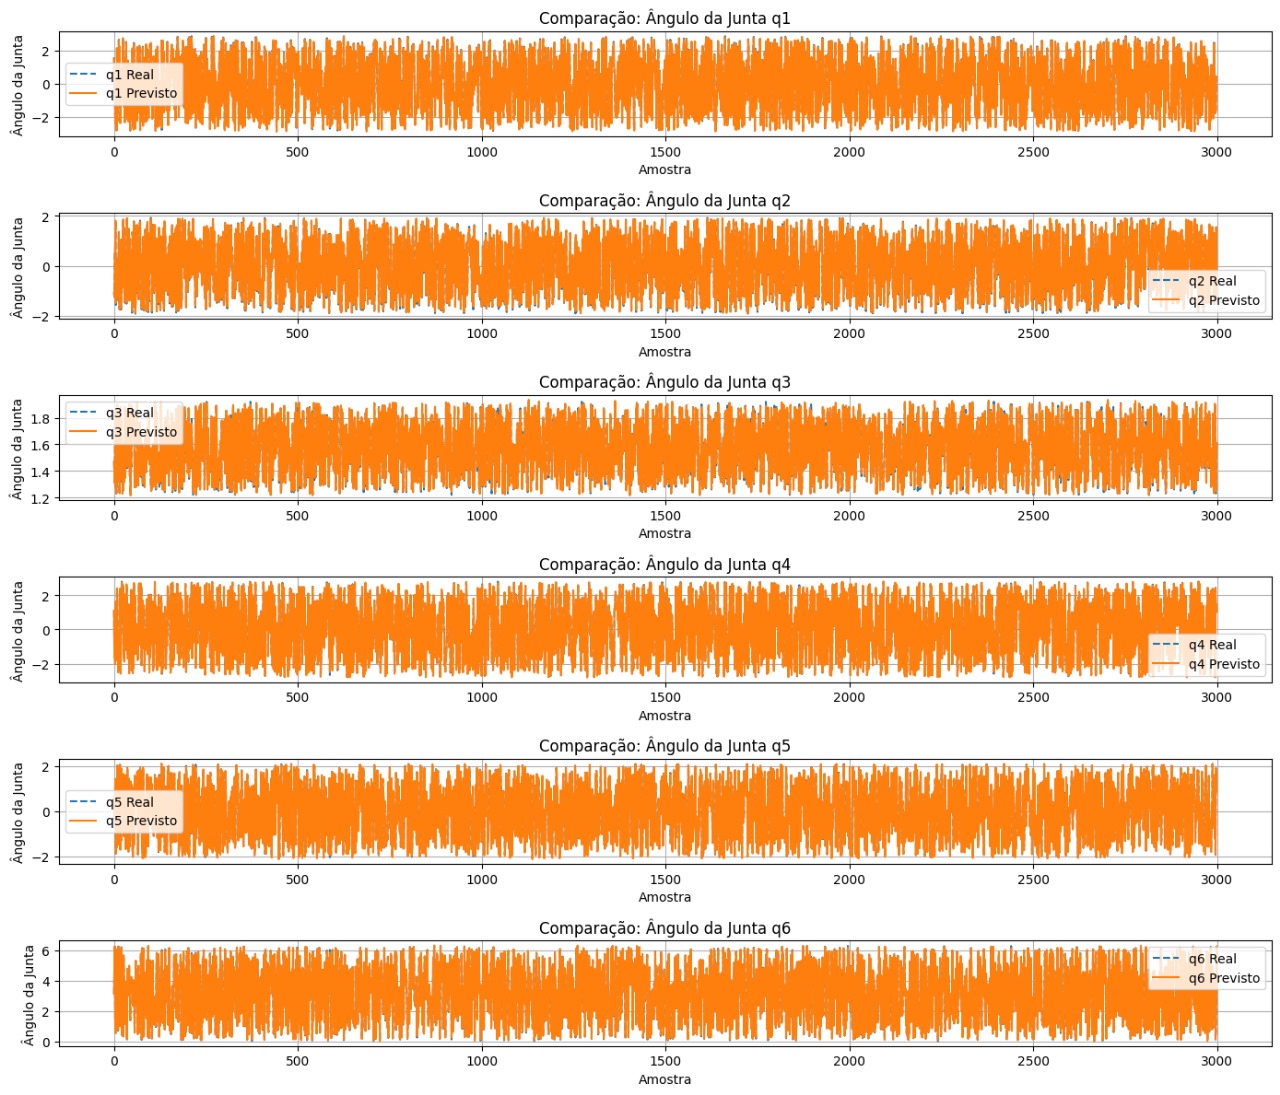 Comparação: Ângulo da Junta q1
Ângulo da Junta
2
0
−2
q1 Real
q1 Previsto
0 500 1000 1500 2000 2500 3000
Amostra
Comparação: Ângulo da Junta q2
Ângulo da Junta
2
0
−2
q2 Real
q2 Previsto
0 500 1000 1500 2000 2500 3000
Amostra
Comparação: Ângulo da Junta q3
Ângulo da Junta
1.8
1.6
1.4
1.2
q3 Real
q3 Previsto
0 500 1000 1500 2000 2500 3000
Amostra
Comparação: Ângulo da Junta q4
Ângulo da Junta
2
0
−2
q4 Real
q4 Previsto
0 500 1000 1500 2000 2500 3000
Amostra
Comparação: Ângulo da Junta q5
Ângulo da Junta
2
0
−2
q5 Real
q5 Previsto
0 500 1000 1500 2000 2500 3000
Amostra
Comparação: Ângulo da Junta q6
Ângulo da Junta
6
4
2
0
q6 Real
q6 Previsto
0 500 1000 1500 2000 2500 3000
Amostra